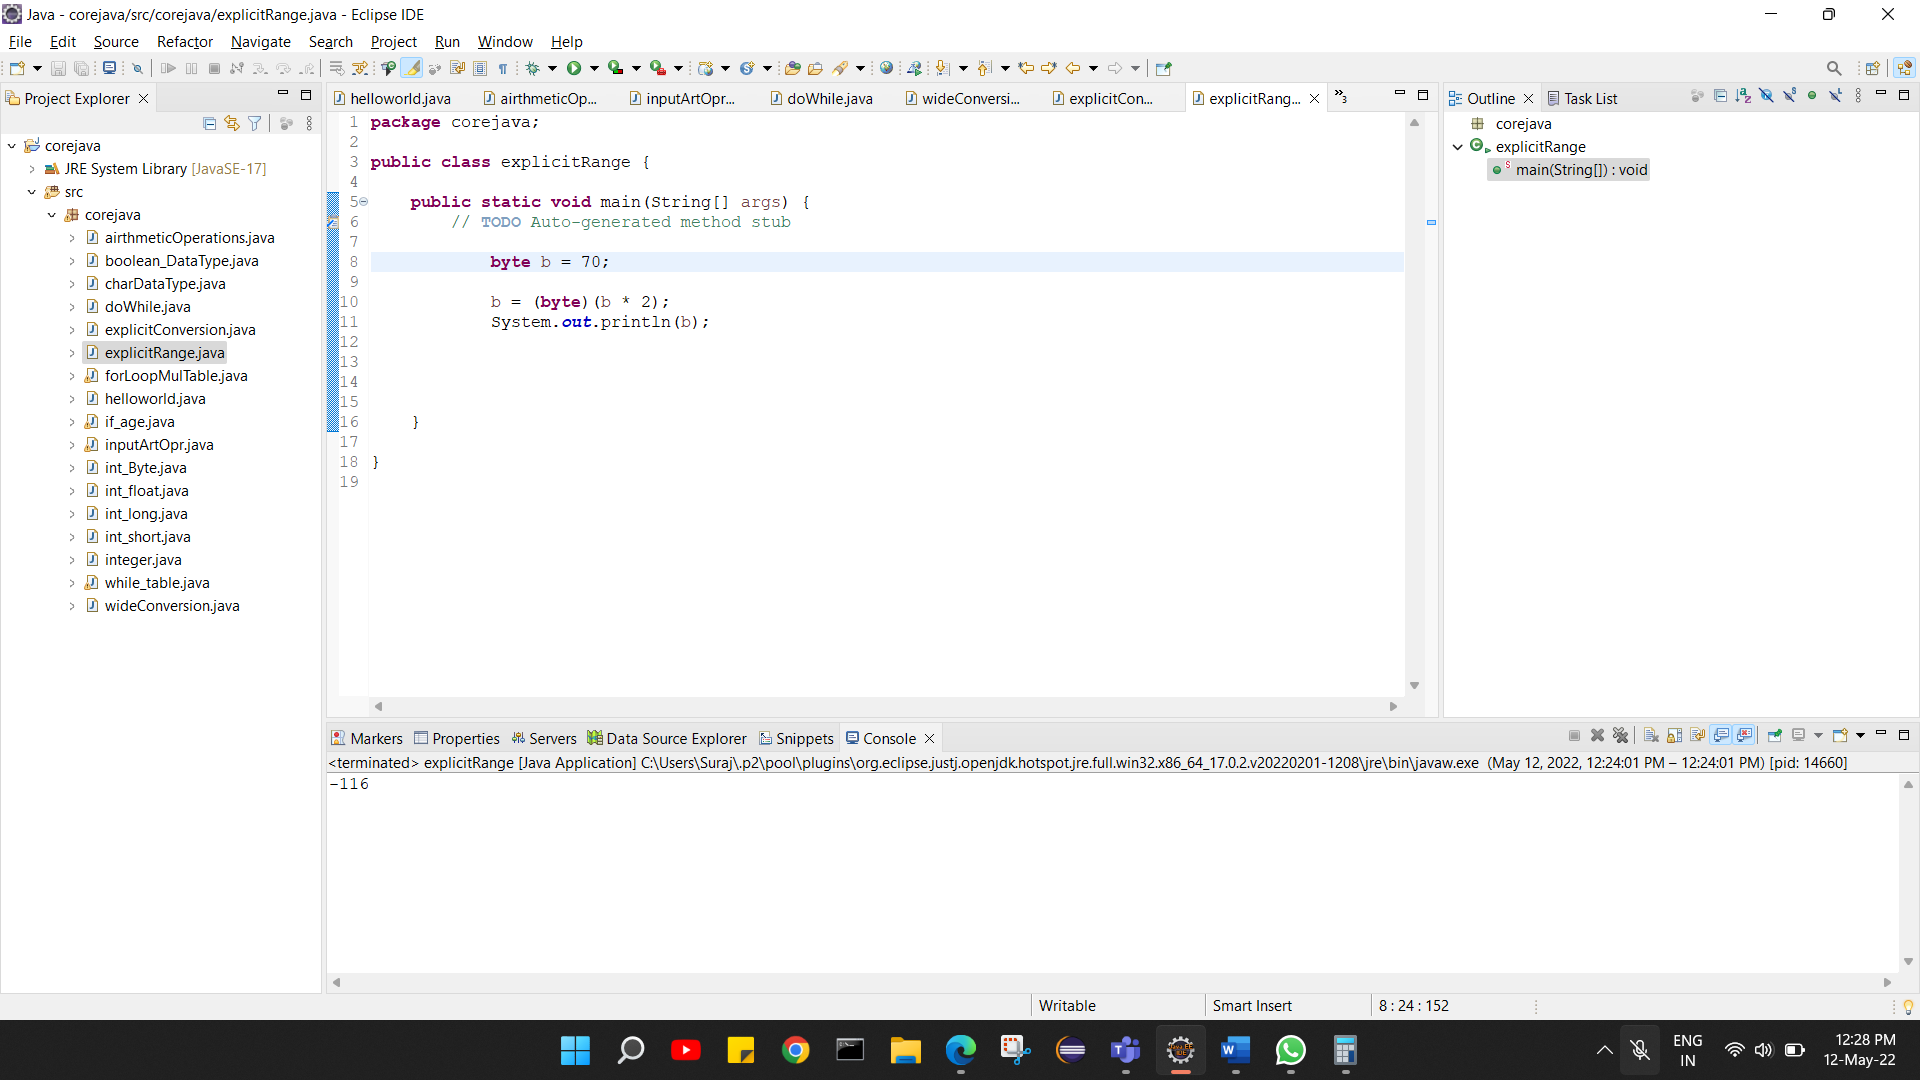 Java - corejava/src/corejava/explicitRange.java - Eclipse IDE
File Edit Source Refactor Navigate Search Project Run Window Help
Project Explorer
corejava
JRE System Library [JavaSE-17]
src
corejava
airthmeticOperations.java
boolean_DataType.java
charDataType.java
doWhile.java
explicitConversion.java
explicitRange.java
forLoopMulTable.java
helloworld.java
if_age.java
inputArtOpr.java
int_Byte.java
int_float.java
int_long.java
int_short.java
integer.java
while_table.java
wideConversion.java
helloworld.java airthmeticOp... inputArtOpr... doWhile.java wideConversi... explicitCon... explicitRang... »3
1 package corejava;
2
3 public class explicitRange {
4
5 public static void main(String[] args) {
6 // TODO Auto-generated method stub
7
8 byte b = 70;
9
10 b = (byte)(b * 2);
11 System.out.println(b);
12
13
14
15
16 }
17
18 }
19
Outline Task List
corejava
explicitRange
main(String[]) : void
Markers Properties Servers Data Source Explorer Snippets Console
<terminated> explicitRange [Java Application] C:\Users\Suraj\.p2\pool\plugins\org.eclipse.justj.openjdk.hotspot.jre.full.win32.x86_64_17.0.2.v20220201-1208\jre\bin\javaw.exe (May 12, 2022, 12:24:01 PM – 12:24:01 PM) [pid: 14660]
-116
Writable Smart Insert 8 : 24 : 152
ENG
IN
12:28 PM
12-May-22